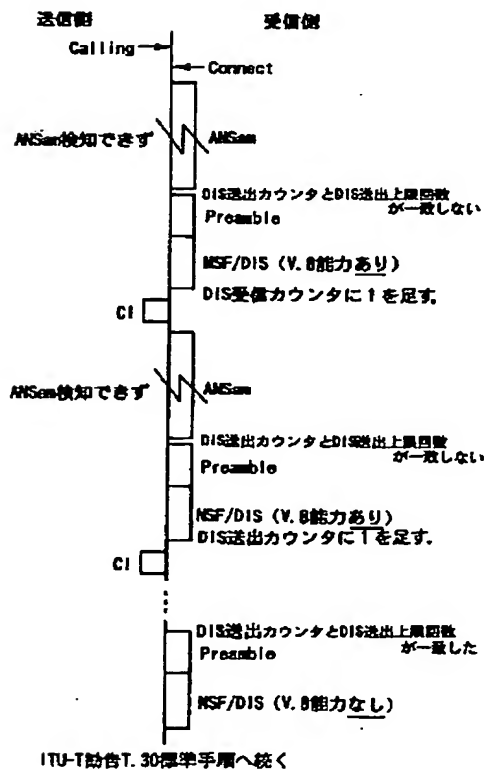 送信側
受信側
Calling
Connect
ANSam検知できず
ANSam
DIS送出カウンタとDIS送出上限回数
が一致しない
Preamble
NSF/DIS (V.8能力あり)
DIS受信カウンタに1を足す.
CI
ANSam検知できず
ANSam
DIS送出カウンタとDIS送出上限回数
が一致しない
Preamble
NSF/DIS (V.8能力あり)
DIS送出カウンタに1を足す.
CI
DIS送出カウンタとDIS送出上限回数
が一致した
Preamble
NSF/DIS (V.8能力なし)
ITU-T勧告T.30標準手順へ続く